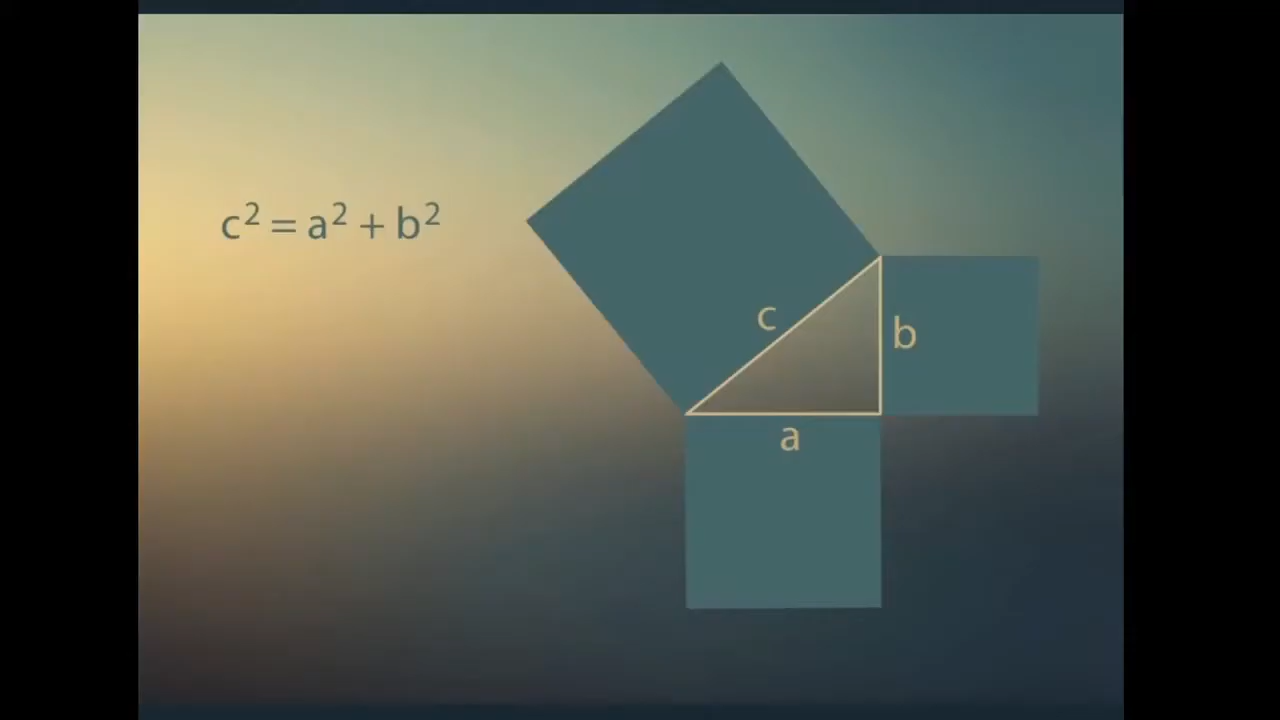 c² = a² + b²
c
b
a